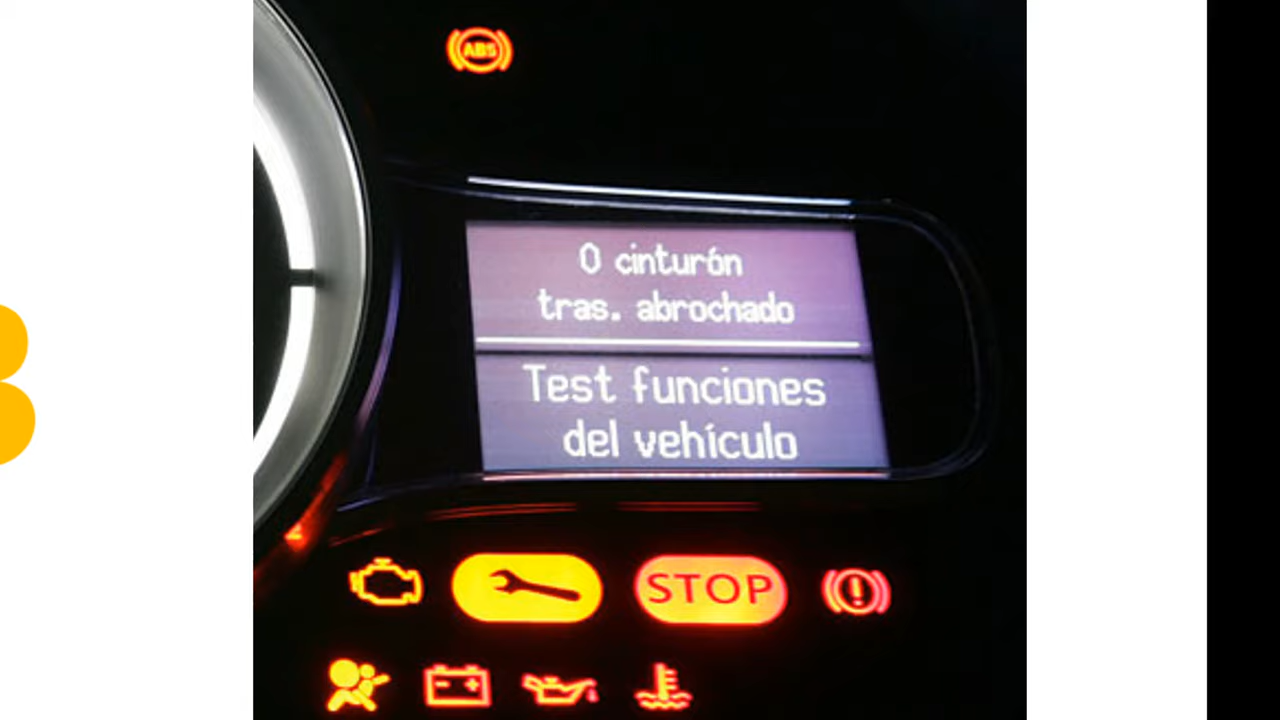 ABS
0 cinturón
tras. abrochado
Test funciones
del vehículo
STOP